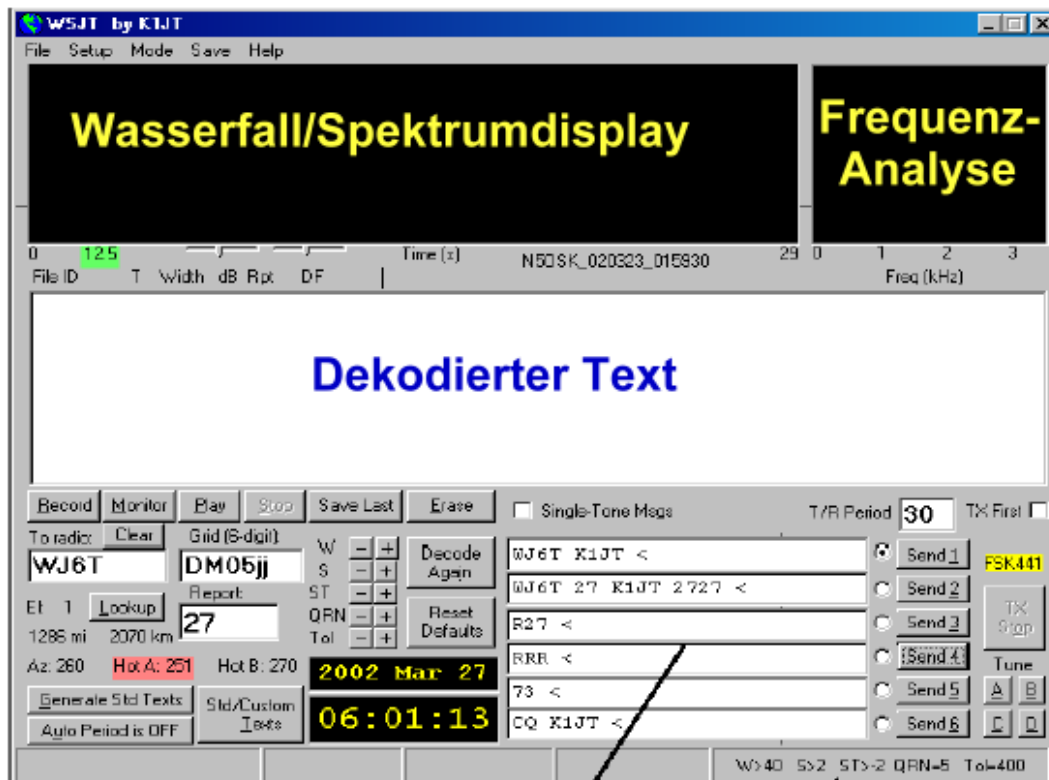 WSJT by K1JT
File Setup Mode Save Help
Wasserfall/Spektrumdisplay
Frequenz-
Analyse
0 12.5 Time (s) N5OSK_020323_015930 29 0 1 2 3
File ID T Width dB Rpt DF Freq (kHz)
Dekodierter Text
Record Monitor Play Stop Save Last Erase Single-Tone Msgs T/R Period 30 TX First
To radio: Clear Grid (6-digit) W - + Decode Again WJ6T K1JT < Send 1 FSK441
WJ6T DM05jj S - + WJ6T 27 K1JT 2727 < Send 2 TX Stop
El: 1 Lookup Report ST - + Reset Defaults R27 < Send 3
1286 mi 2070 km 27 QRN - + RRR < Send 4 Tune
Tol - +
Az: 260 Hot A: 251 Hot B: 270 2002 Mar 27 73 < Send 5 A B
Generate Std Texts Std/Custom Texts 06:01:13 CQ K1JT < Send 6 C D
Auto Period is OFF
W>40 S>2 ST>-2 QRN=5 Tol=400